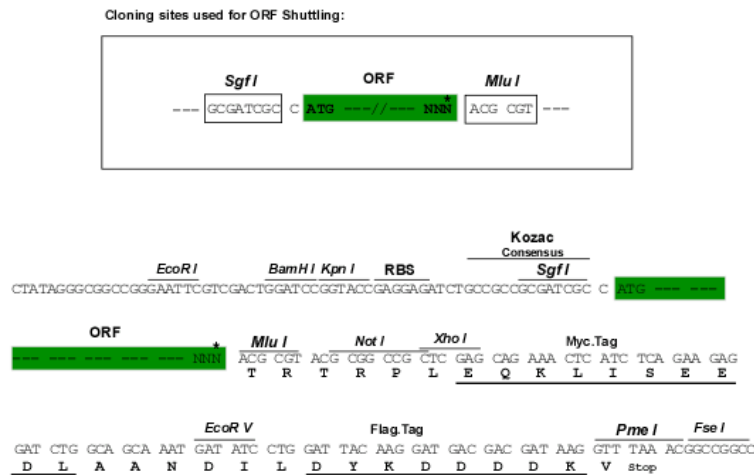 Cloning sites used for ORF Shuttling:
Sgf I ORF Mlu I
--- GCGATCGC C ATG ---//--- NNN* ACG CGT ---
Kozac
Consensus
EcoR I BamH I Kpn I RBS Sgf I
CTATAGGGCGGCCGGGAATTCGTCGACTGGATCCGGTACCGAGGAGATCTGCCGCCGCGATCGC C ATG --- ---
ORF * Mlu I Not I Xho I Myc.Tag
--- --- --- --- --- --- NNN ACG CGT ACG CGG CCG CTC GAG CAG AAA CTC ATC TCA GAA GAG
T R T R P L E Q K L I S E E
EcoR V Flag.Tag Pme I Fse I
GAT CTG GCA GCA AAT GAT ATC CTG GAT TAC AAG GAT GAC GAC GAT AAG GTT TAA ACGGCCGGCC
D L A A N D I L D Y K D D D D K V Stop